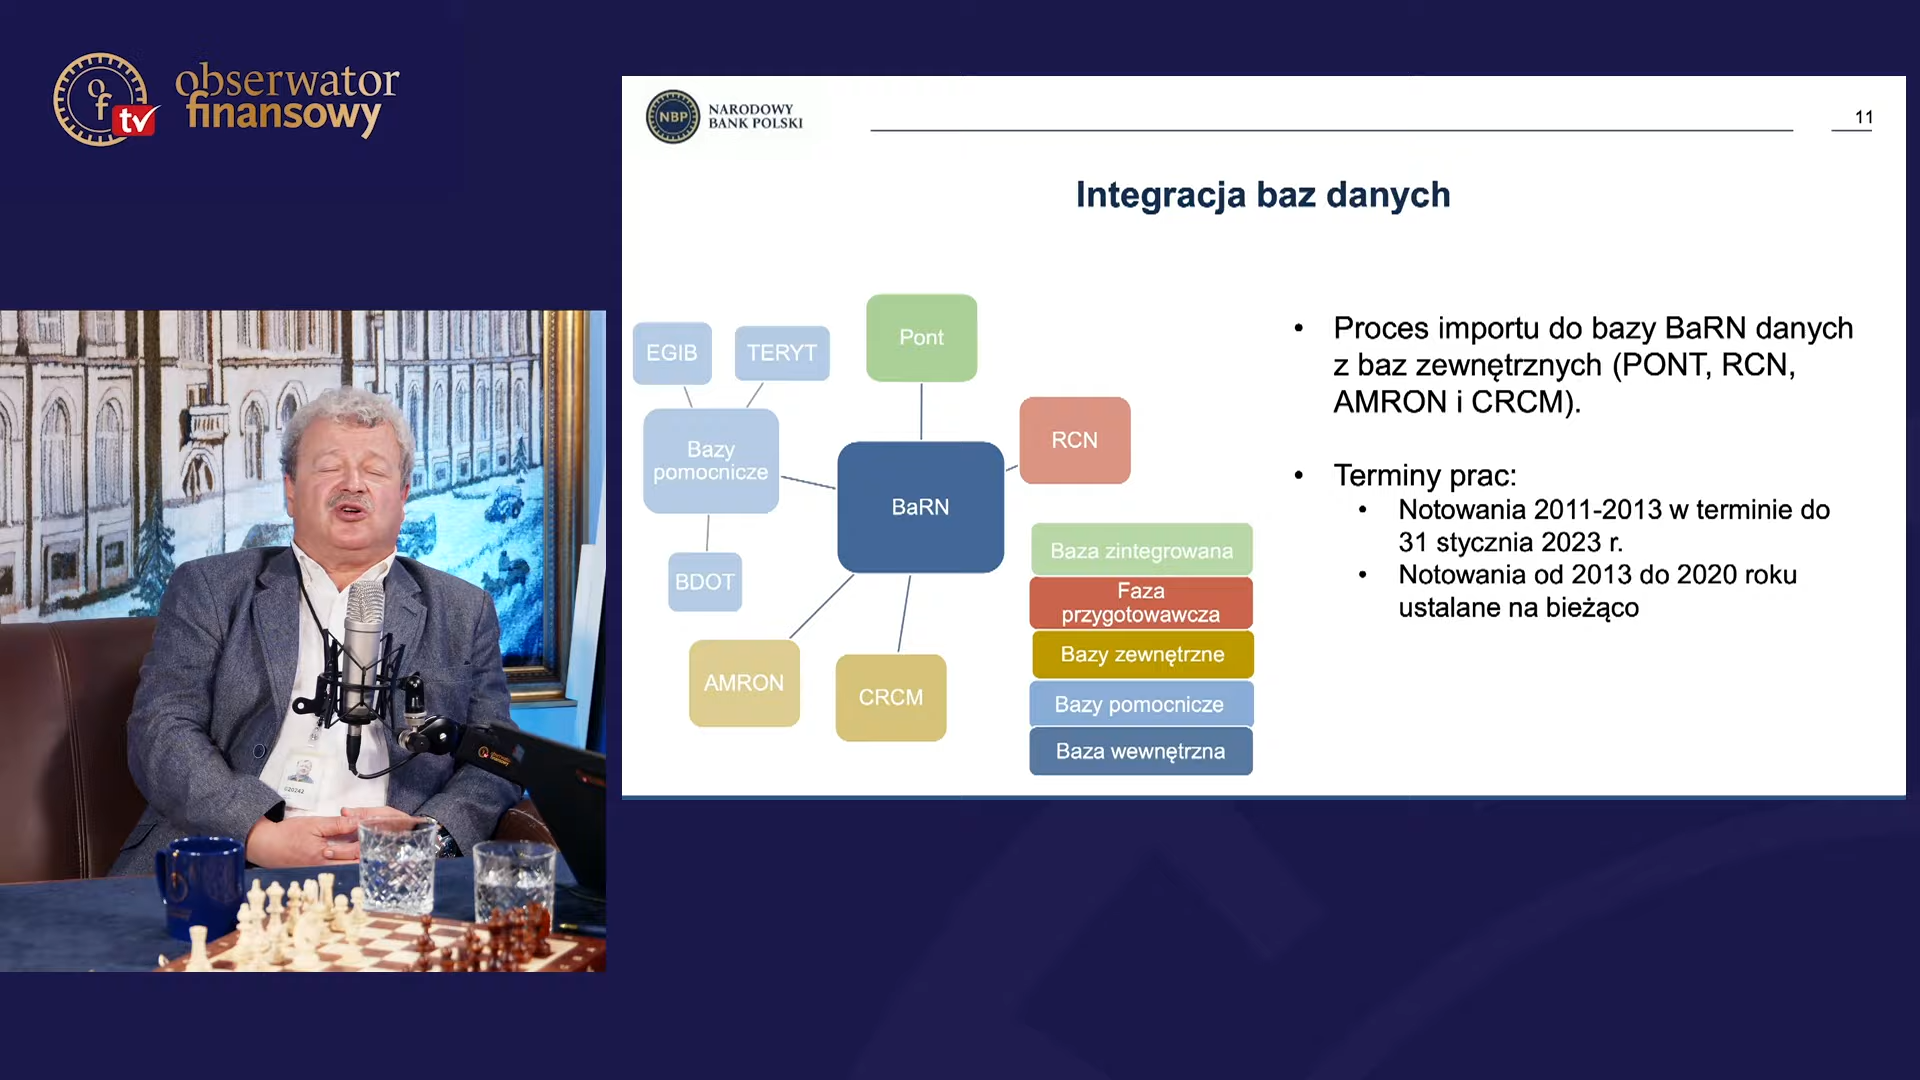 of
tv
obserwator
finansowy
NBP
NARODOWY
BANK POLSKI
11
Integracja baz danych
EGIB
TERYT
Pont
Bazy
pomocnicze
RCN
BaRN
BDOT
AMRON
CRCM
Baza zintegrowana
Faza
przygotowawcza
Bazy zewnętrzne
Bazy pomocnicze
Baza wewnętrzna
• Proces importu do bazy BaRN danych
z baz zewnętrznych (PONT, RCN,
AMRON i CRCM).
• Terminy prac:
• Notowania 2011-2013 w terminie do
31 stycznia 2023 r.
• Notowania od 2013 do 2020 roku
ustalane na bieżąco